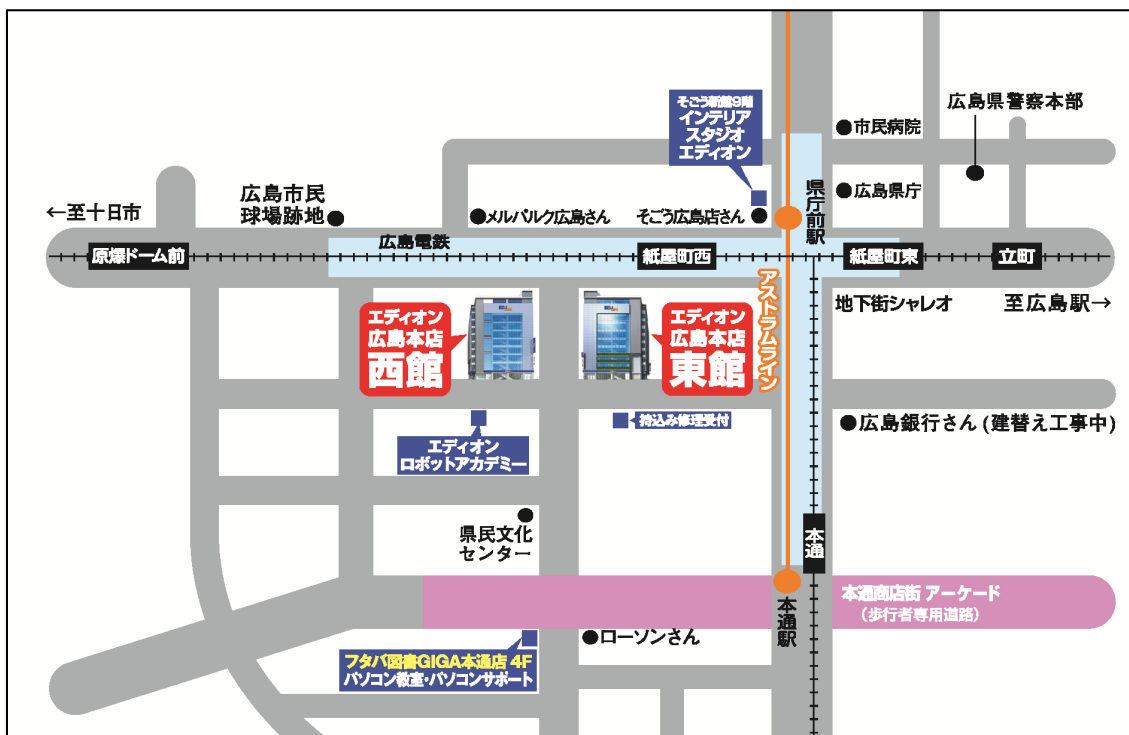 そごう新館9階
インテリア
スタジオ
エディオン
広島県警察本部
市民病院
広島県庁
県庁前駅
←至十日市
広島市民
球場跡地
メルパルク広島さん
そごう広島店さん
広島電鉄
原爆ドーム前
紙屋町西
紙屋町東
立町
アストラムライン
地下街シャレオ
至広島駅→
エディオン
広島本店
西館
エディオン
広島本店
東館
持込み修理受付
広島銀行さん (建替え工事中)
エディオン
ロボットアカデミー
県民文化
センター
本通
本通商店街 アーケード
(歩行者専用道路)
本通駅
ローソンさん
フタバ図書GIGA本通店 4F
パソコン教室・パソコンサポート